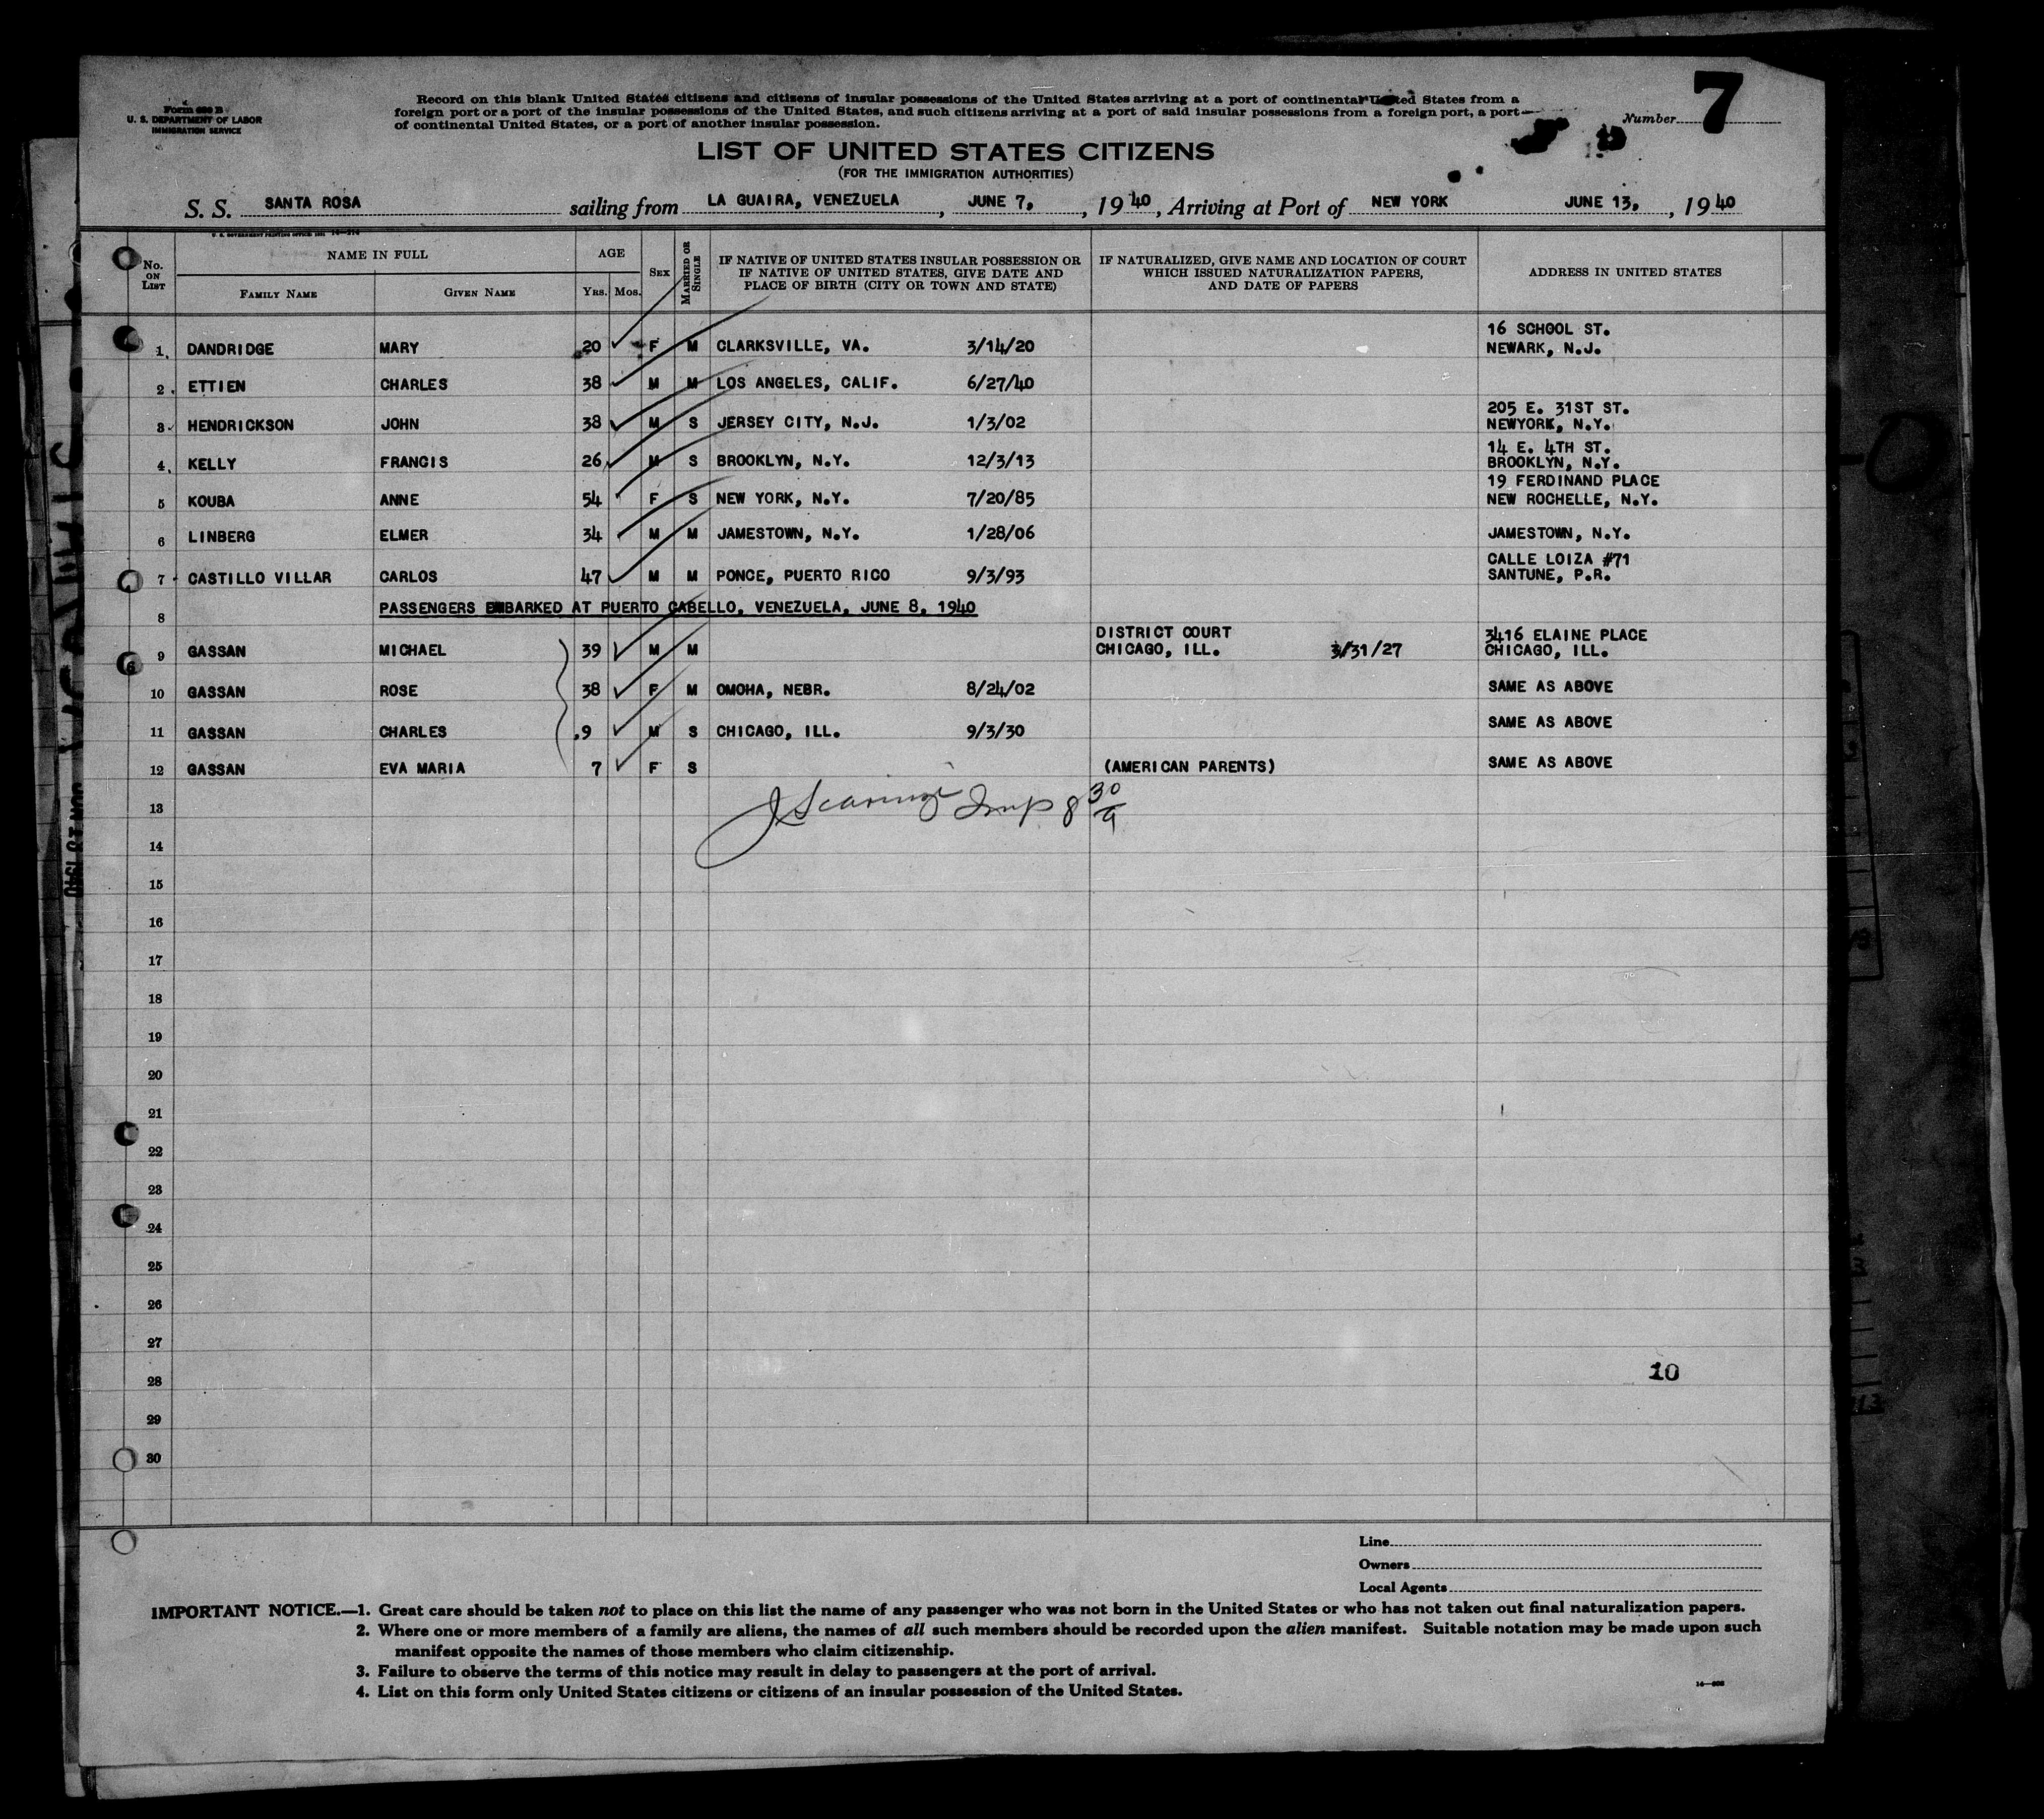 Form 630 B
U. S. DEPARTMENT OF LABOR
IMMIGRATION SERVICE
Record on this blank United States citizens and citizens of insular possessions of the United States arriving at a port of continental United States from a
foreign port or a port of the insular possessions of the United States, and such citizens arriving at a port of said insular possessions from a foreign port, a port
of continental United States, or a port of another insular possession.
Number 7
LIST OF UNITED STATES CITIZENS
(FOR THE IMMIGRATION AUTHORITIES)
S. S. SANTA ROSA sailing from LA GUAIRA, VENEZUELA, JUNE 7, 1940, Arriving at Port of NEW YORK JUNE 13, 1940
No. ON LIST
NAME IN FULL
FAMILY NAME
GIVEN NAME
AGE
YRS. MOS.
SEX
MARRIED OR SINGLE
IF NATIVE OF UNITED STATES INSULAR POSSESSION OR
IF NATIVE OF UNITED STATES, GIVE DATE AND
PLACE OF BIRTH (CITY OR TOWN AND STATE)
IF NATURALIZED, GIVE NAME AND LOCATION OF COURT
WHICH ISSUED NATURALIZATION PAPERS,
AND DATE OF PAPERS
ADDRESS IN UNITED STATES
16 SCHOOL ST.
1 DANDRIDGE MARY 20 F M CLARKSVILLE, VA. 3/14/20 NEWARK, N.J.
2 ETTIEN CHARLES 38 M M LOS ANGELES, CALIF. 6/27/40
205 E. 31ST ST.
3 HENDRICKSON JOHN 38 M S JERSEY CITY, N.J. 1/3/02 NEWYORK, N.Y.
14 E. 4TH ST.
4 KELLY FRANCIS 26 M S BROOKLYN, N.Y. 12/3/13 BROOKLYN, N.Y.
19 FERDINAND PLACE
5 KOUBA ANNE 54 F S NEW YORK, N.Y. 7/20/85 NEW ROCHELLE, N.Y.
6 LINBERG ELMER 34 M M JAMESTOWN, N.Y. 1/28/06 JAMESTOWN, N.Y.
CALLE LOIZA #71
7 CASTILLO VILLAR CARLOS 47 M M PONCE, PUERTO RICO 9/3/93 SANTUNE, P.R.
8 PASSENGERS EMBARKED AT PUERTO CABELLO, VENEZUELA, JUNE 8, 1940
DISTRICT COURT 3416 ELAINE PLACE
9 GASSAN MICHAEL 39 M M CHICAGO, ILL. 3/31/27 CHICAGO, ILL.
10 GASSAN ROSE 38 F M OMOHA, NEBR. 8/24/02 SAME AS ABOVE
11 GASSAN CHARLES 9 M S CHICAGO, ILL. 9/3/30 SAME AS ABOVE
12 GASSAN EVA MARIA 7 F S (AMERICAN PARENTS) SAME AS ABOVE
13
14
15
16
17
18
19
20
21
22
23
24
25
26
27
28 10
29
30
Line
Owners
Local Agents
IMPORTANT NOTICE.—1. Great care should be taken not to place on this list the name of any passenger who was not born in the United States or who has not taken out final naturalization papers.
2. Where one or more members of a family are aliens, the names of all such members should be recorded upon the alien manifest. Suitable notation may be made upon such
manifest opposite the names of those members who claim citizenship.
3. Failure to observe the terms of this notice may result in delay to passengers at the port of arrival.
4. List on this form only United States citizens or citizens of an insular possession of the United States.